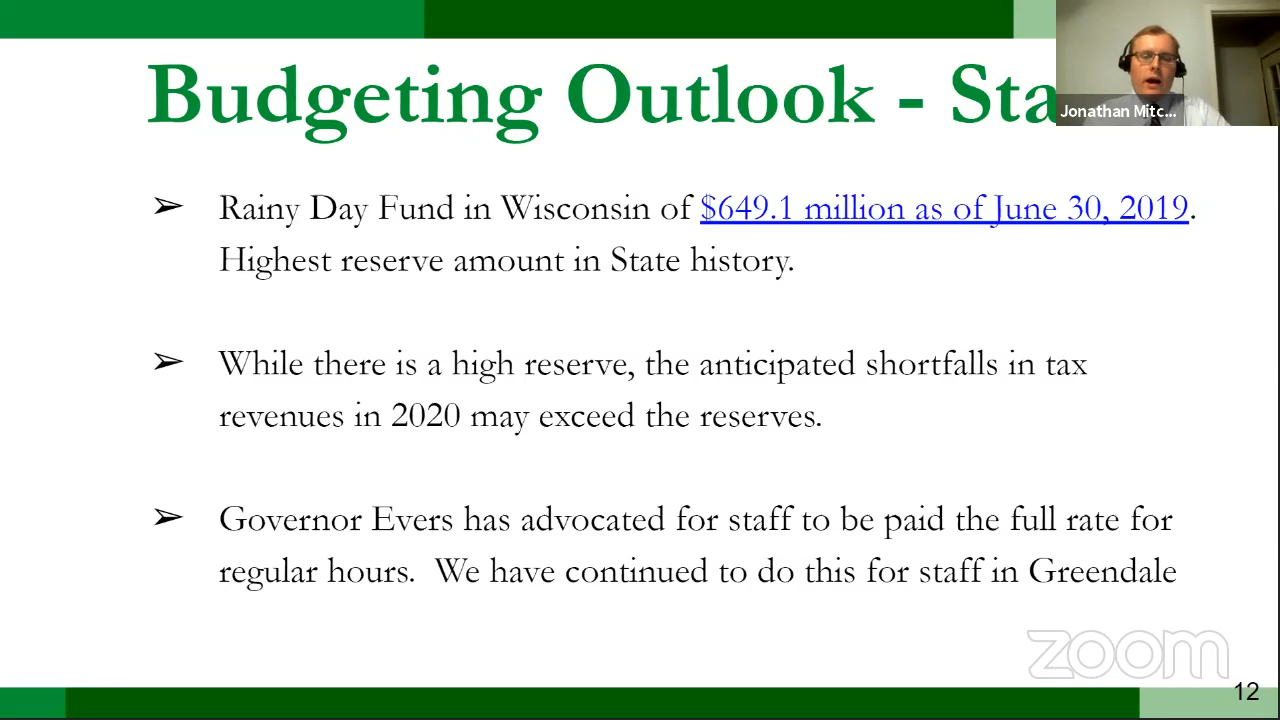 Budgeting Outlook - Sta
Jonathan Mitc...
➢ Rainy Day Fund in Wisconsin of $649.1 million as of June 30, 2019.
Highest reserve amount in State history.
➢ While there is a high reserve, the anticipated shortfalls in tax
revenues in 2020 may exceed the reserves.
➢ Governor Evers has advocated for staff to be paid the full rate for
regular hours.  We have continued to do this for staff in Greendale
zoom
12